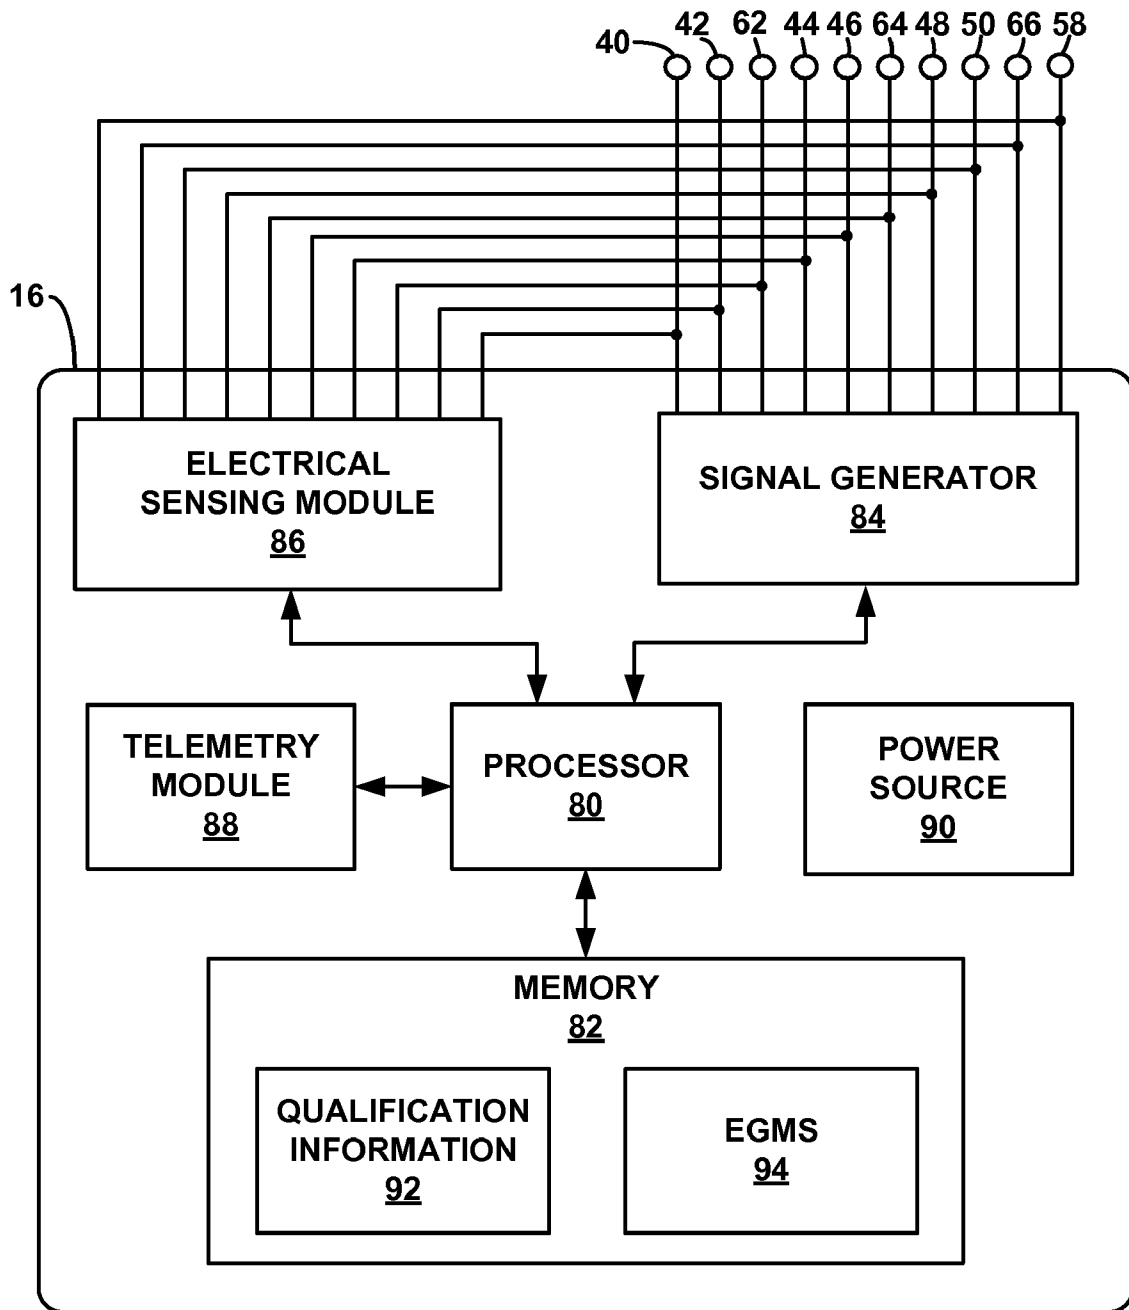 40 42 62 44 46 64 48 50 66 58
16
ELECTRICAL
SENSING MODULE
86
SIGNAL GENERATOR
84
TELEMETRY
MODULE
88
PROCESSOR
80
POWER
SOURCE
90
MEMORY
82
QUALIFICATION
INFORMATION
92
EGMS
94